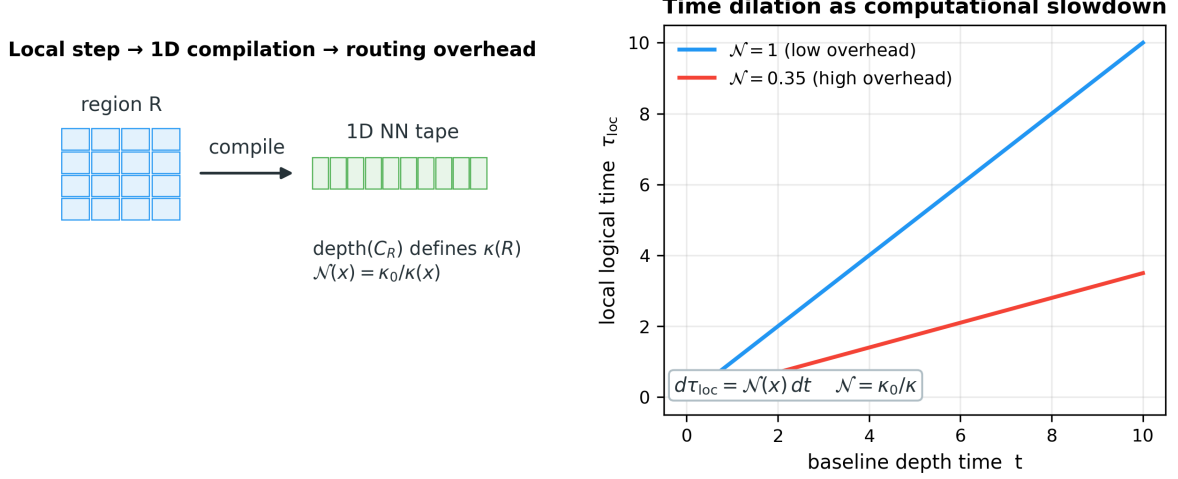 Local step → 1D compilation → routing overhead
region R
compile
1D NN tape
depth(C_R) defines κ(R)
𝒩(x) = κ₀/κ(x)
Time dilation as computational slowdown
𝒩 = 1 (low overhead)
𝒩 = 0.35 (high overhead)
local logical time τ_loc
10
8
6
4
2
0
dτ_loc = 𝒩(x) dt 𝒩 = κ₀/κ
0 2 4 6 8 10
baseline depth time t